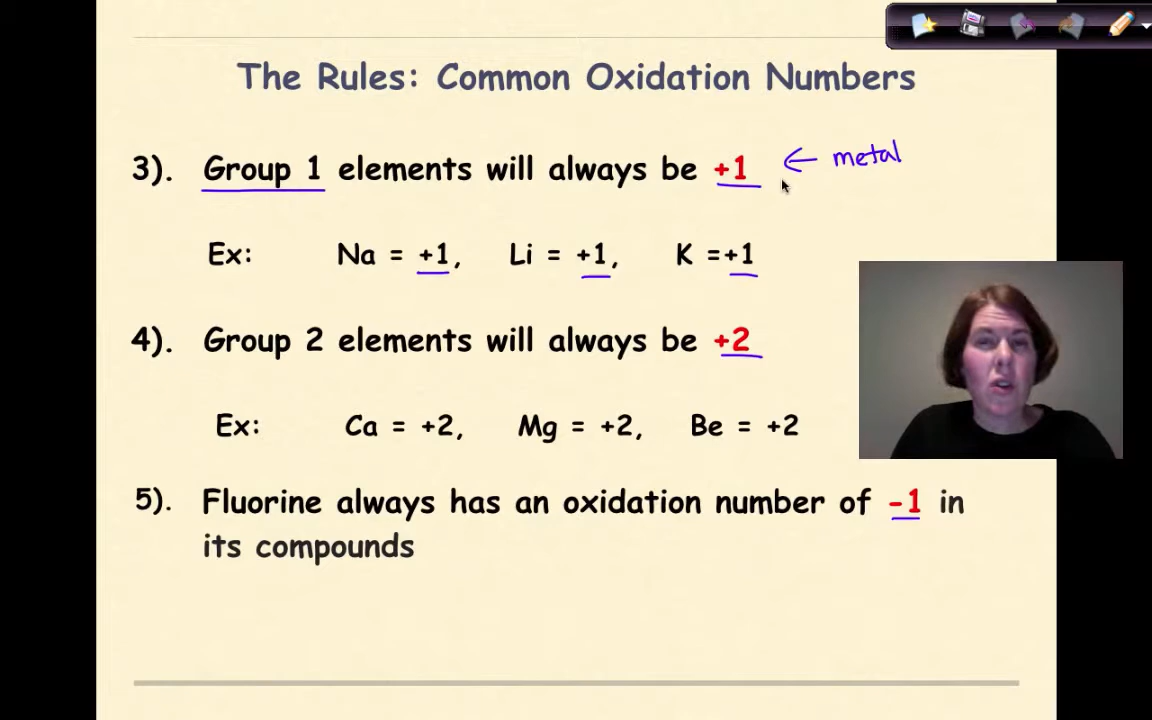 The Rules: Common Oxidation Numbers
3). Group 1 elements will always be +1 ← metal
Ex: Na = +1, Li = +1, K =+1
4). Group 2 elements will always be +2
Ex: Ca = +2, Mg = +2, Be = +2
5). Fluorine always has an oxidation number of -1 in
its compounds